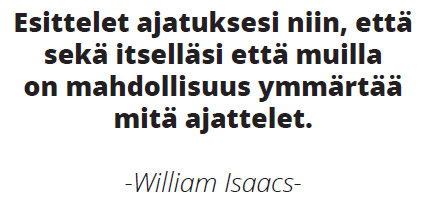 Esittelet ajatuksesi niin, että
sekä itselläsi että muilla
on mahdollisuus ymmärtää
mitä ajattelet.
-William Isaacs-